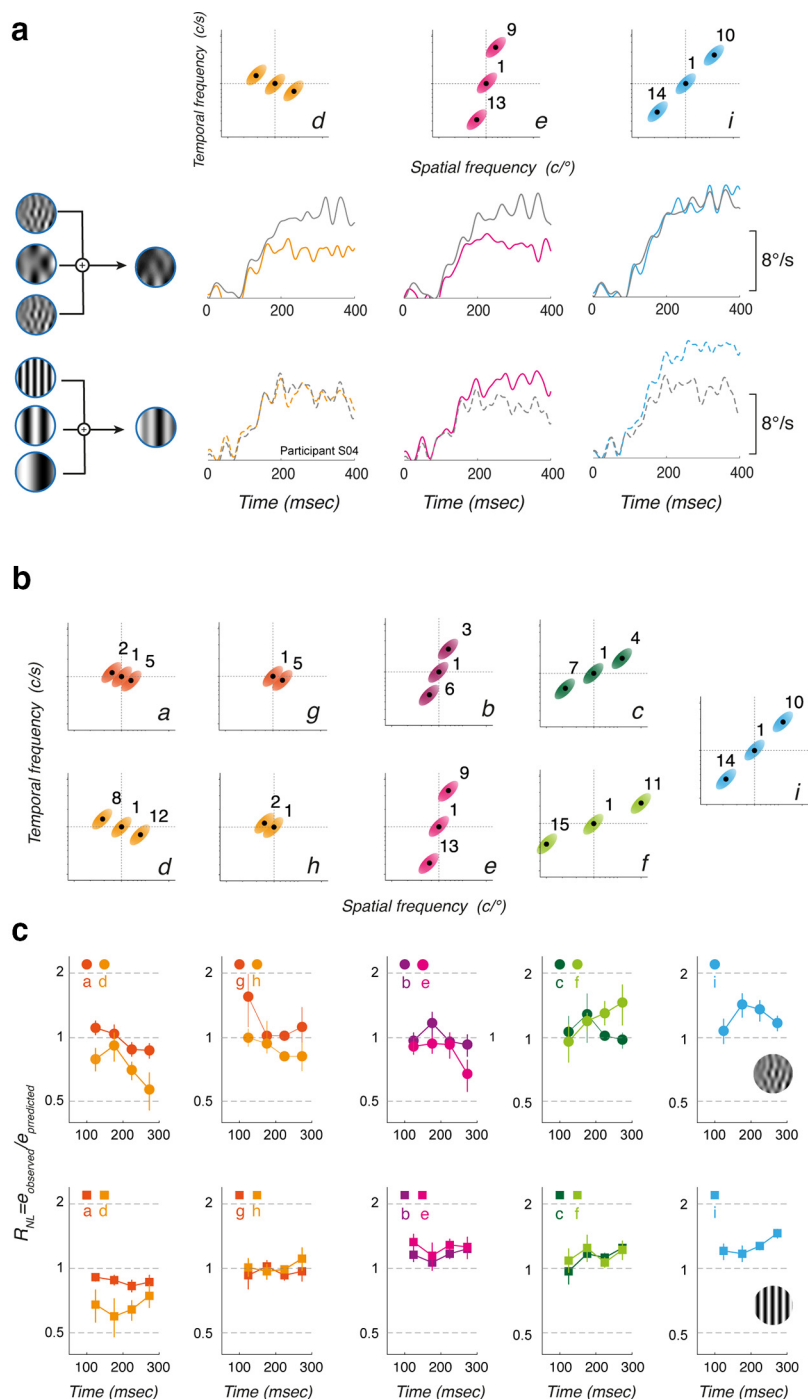 a
Temporal frequency (c/s)
d
9
1
13
e
10
1
14
i
Spatial frequency (c/°)
8°/s
0 200 400
0 200 400
0 200 400
Participant S04
8°/s
0 200 400
0 200 400
0 200 400
Time (msec)
Time (msec)
Time (msec)
b
Temporal frequency (c/s)
2 1 5
a
1 5
g
3
1
6
b
4
1
7
c
10
1
14
i
8 1 12
d
2 1
h
9
1
13
e
11
1
15
f
Spatial frequency (c/°)
c
R_NL=e_observed/e_prredicted
2
1
0.5
a d
100 200 300
2
1
0.5
g h
100 200 300
2
1
0.5
b e
1
100 200 300
2
1
0.5
c f
100 200 300
2
1
0.5
i
100 200 300
2
1
0.5
a d
100 200 300
2
1
0.5
g h
100 200 300
2
1
0.5
b e
100 200 300
2
1
0.5
c f
100 200 300
2
1
0.5
i
100 200 300
Time (msec)
Time (msec)
Time (msec)
Time (msec)
Time (msec)